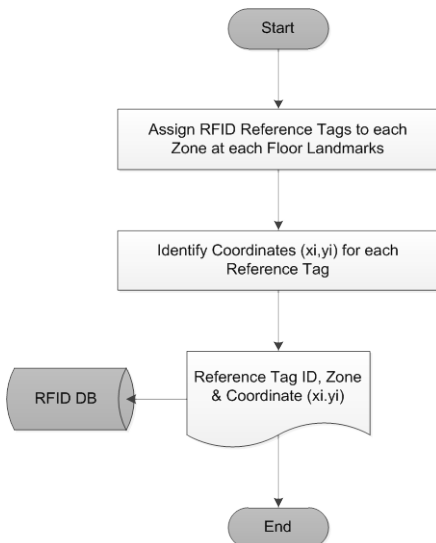 Start
Assign RFID Reference Tags to each
Zone at each Floor Landmarks
Identify Coordinates (xi,yi) for each
Reference Tag
Reference Tag ID, Zone
& Coordinate (xi.yi)
RFID DB
End